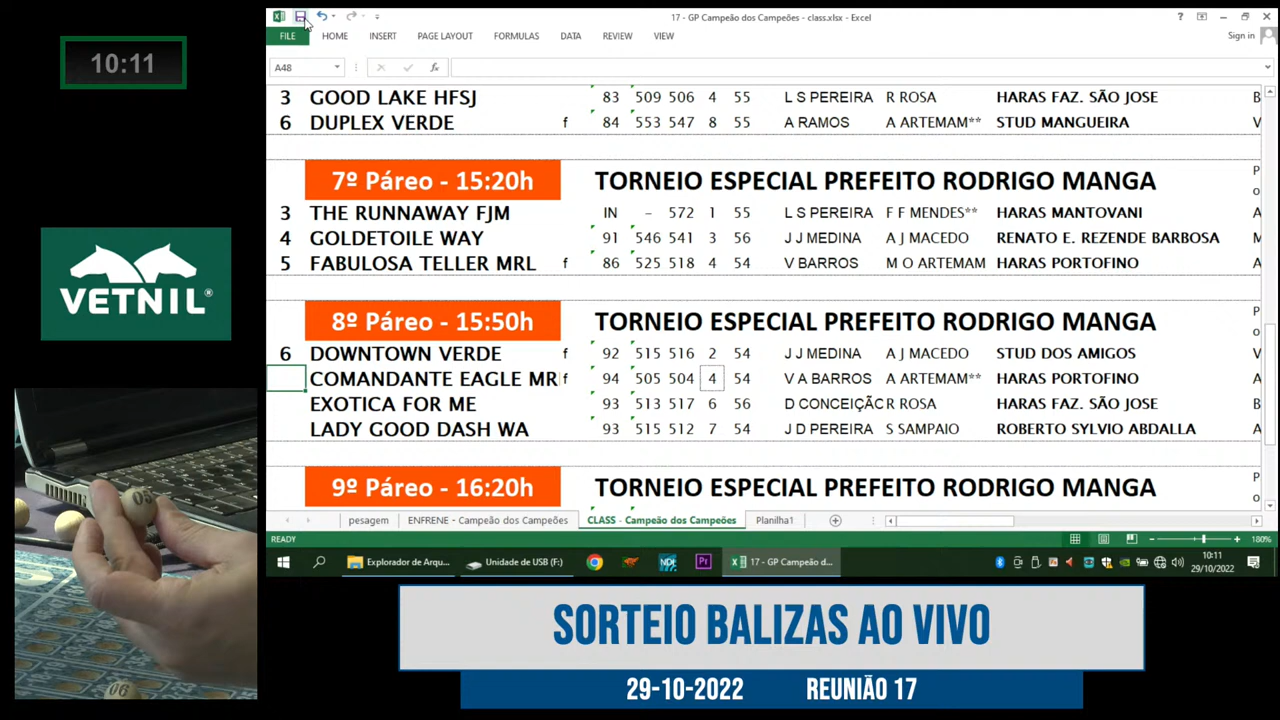 10:11
VETNIL®
05
06
17 - GP Campeão dos Campeões - class.xlsx - Excel
FILE HOME INSERT PAGE LAYOUT FORMULAS DATA REVIEW VIEW Sign in
A48
3 GOOD LAKE HFSJ 83 509 506 4 55 L S PEREIRA R ROSA HARAS FAZ. SÃO JOSE B
6 DUPLEX VERDE f 84 553 547 8 55 A RAMOS A ARTEMAM** STUD MANGUEIRA V
7º Páreo - 15:20h TORNEIO ESPECIAL PREFEITO RODRIGO MANGA
3 THE RUNNAWAY FJM IN – 572 1 55 L S PEREIRA F F MENDES** HARAS MANTOVANI A
4 GOLDETOILE WAY 91 546 541 3 56 J J MEDINA A J MACEDO RENATO E. REZENDE BARBOSA M
5 FABULOSA TELLER MRL f 86 525 518 4 54 V BARROS M O ARTEMAM HARAS PORTOFINO A
8º Páreo - 15:50h TORNEIO ESPECIAL PREFEITO RODRIGO MANGA
6 DOWNTOWN VERDE f 92 515 516 2 54 J J MEDINA A J MACEDO STUD DOS AMIGOS A
COMANDANTE EAGLE MR f 94 505 504 4 54 V A BARROS A ARTEMAM** HARAS PORTOFINO A
EXOTICA FOR ME 93 513 517 6 56 D CONCEIÇÃO R ROSA HARAS FAZ. SÃO JOSE B
LADY GOOD DASH WA 93 515 512 7 54 J D PEREIRA S SAMPAIO ROBERTO SYLVIO ABDALLA A
9º Páreo - 16:20h TORNEIO ESPECIAL PREFEITO RODRIGO MANGA
pesagem ENFRENE - Campeão dos Campeões CLASS - Campeão dos Campeões Planilha1
READY 180%
Explorador de Arqu... Unidade de USB (F:) 17 - GP Campeão d... 10:11
29/10/2022
SORTEIO BALIZAS AO VIVO
29-10-2022 REUNIÃO 17